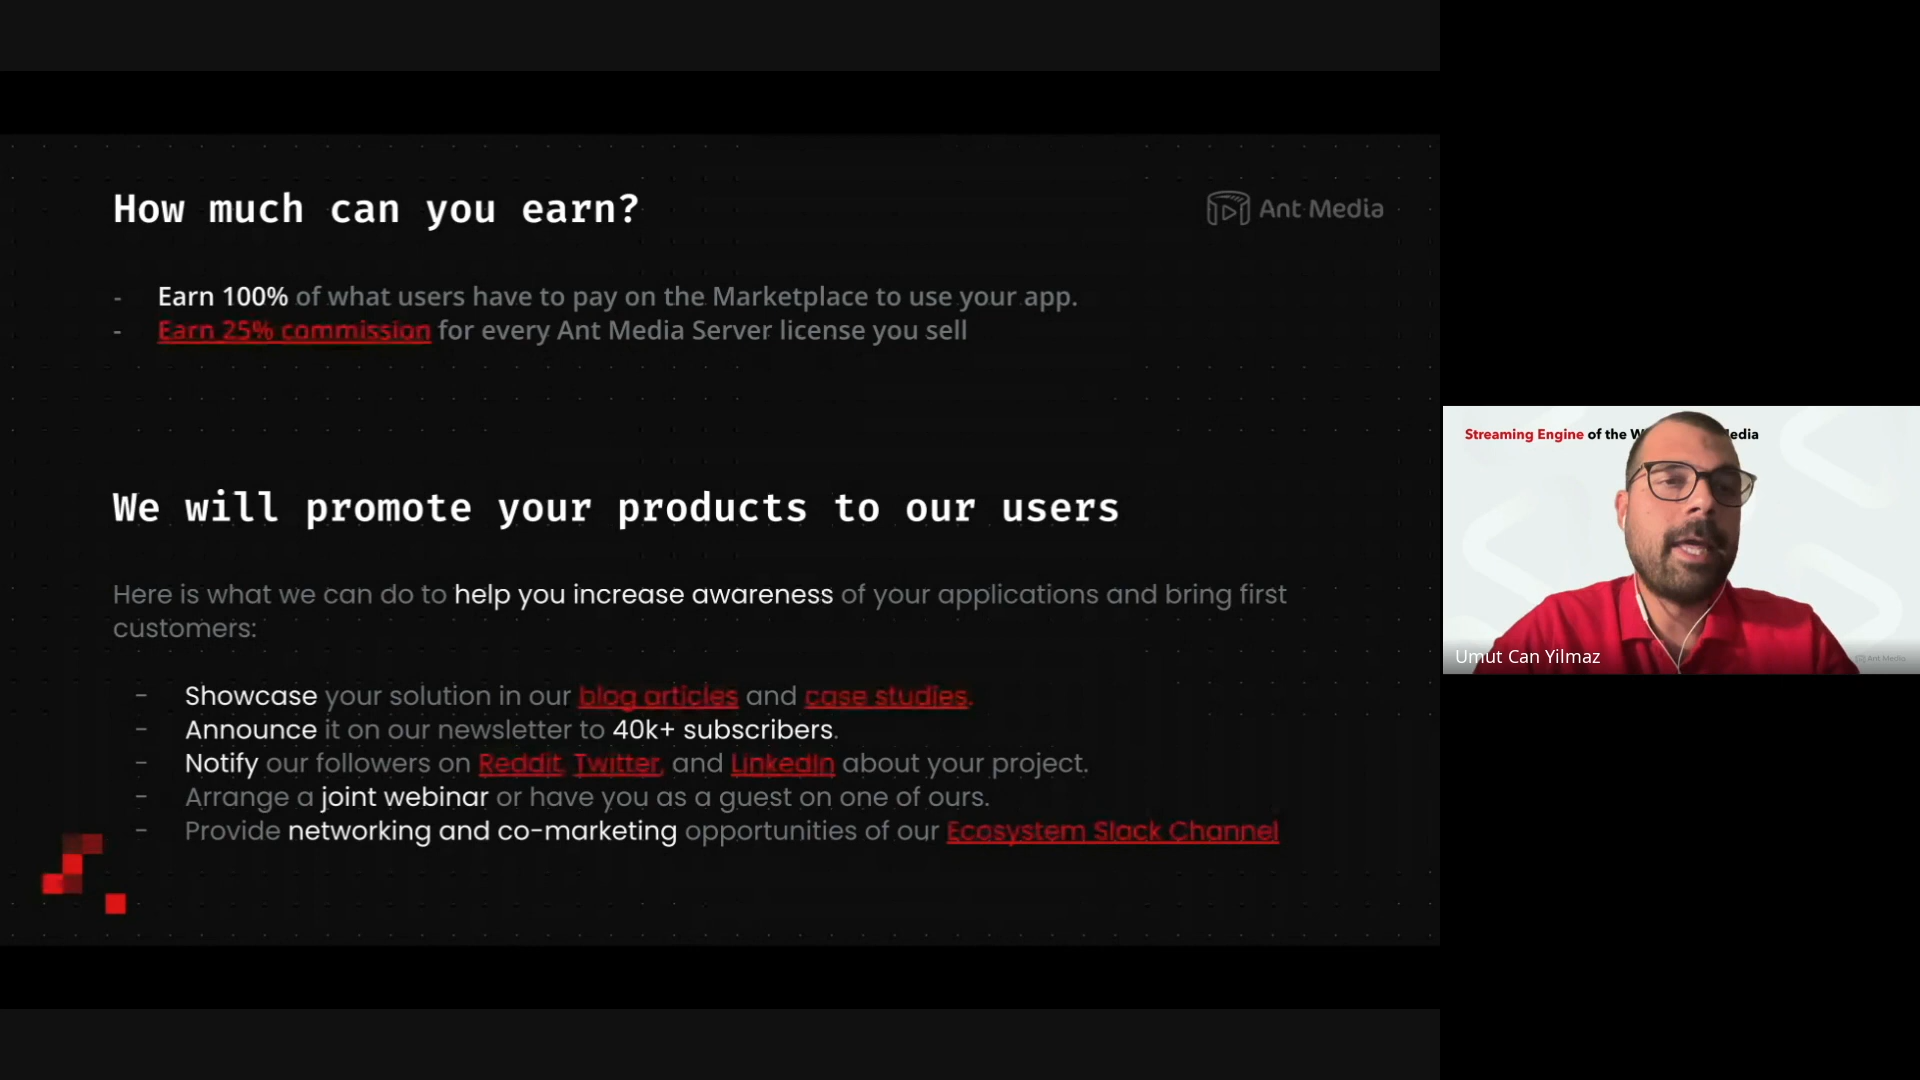 How much can you earn?
Ant Media
- Earn 100% of what users have to pay on the Marketplace to use your app.
- Earn 25% commission for every Ant Media Server license you sell
We will promote your products to our users
Here is what we can do to help you increase awareness of your applications and bring first
customers:
- Showcase your solution in our blog articles and case studies.
- Announce it on our newsletter to 40k+ subscribers.
- Notify our followers on Reddit, Twitter, and LinkedIn about your project.
- Arrange a joint webinar or have you as a guest on one of ours.
- Provide networking and co-marketing opportunities of our Ecosystem Slack Channel
Streaming Engine of the
Umut Can Yilmaz
Ant Media